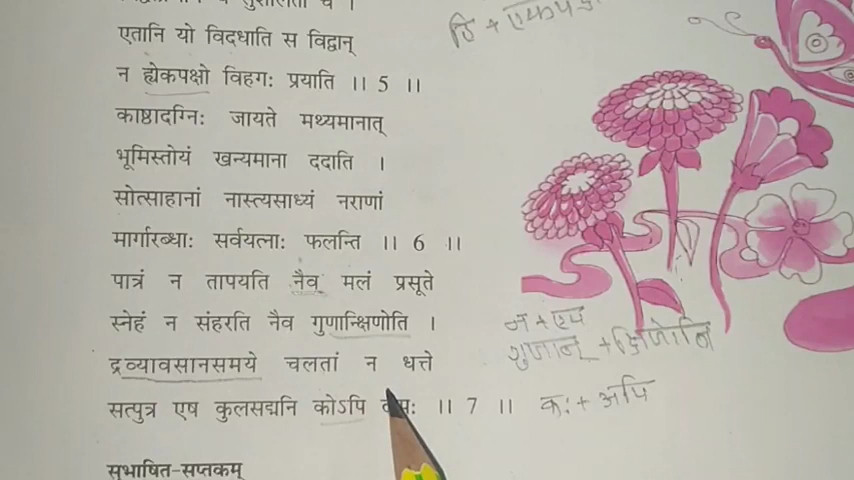 एतानि यो विदधाति स विद्वान्
न ह्येकपक्षो विहगः प्रयाति ।। 5 ।।
काष्ठादग्निः जायते मथ्यमानात्
भूमिस्तोयं खन्यमाना ददाति ।
सोत्साहानां नास्त्यसाध्यं नराणां
मार्गारब्धाः सर्वयत्नाः फलन्ति ।। 6 ।।
पात्रं न तापयति नैव मलं प्रसूते
स्नेहं न संहरति नैव गुणान्क्षिणोति ।
न + एव
गुणान् + क्षिणोति
द्रव्यावसानसमये चलतां न धत्ते
सत्पुत्र एष कुलसद्मनि कोऽपि ।। 7 ।। कः + अपि
सुभाषित-सप्तकम्